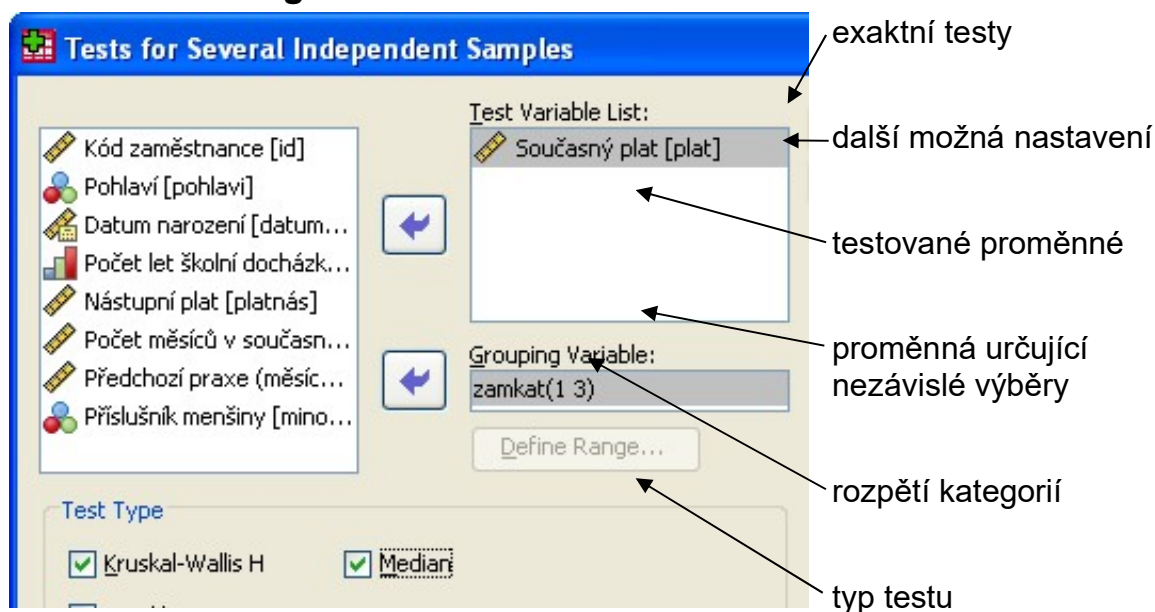 Tests for Several Independent Samples
exaktní testy
Test Variable List:
další možná nastavení
Kód zaměstnance [id]
Současný plat [plat]
Pohlaví [pohlavi]
Datum narození [datum...
testované proměnné
Počet let školní docházk...
Nástupní plat [platnás]
Počet měsíců v současn...
Předchozí praxe (měsíc...
Příslušník menšiny [mino...
Grouping Variable:
proměnná určující
nezávislé výběry
zamkat(1 3)
Define Range...
rozpětí kategorií
Test Type
Kruskal-Wallis H
Median
typ testu